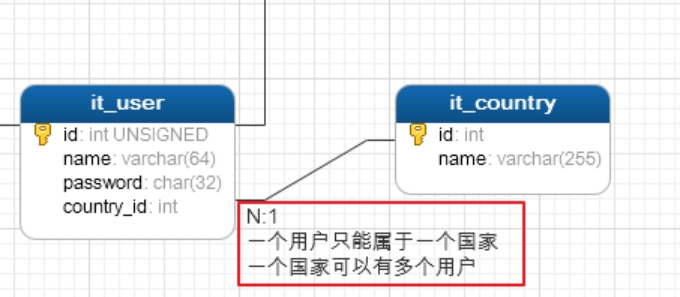 it_user
id: int UNSIGNED
name: varchar(64)
password: char(32)
country_id: int
it_country
id: int
name: varchar(255)
N:1
一个用户只能属于一个国家
一个国家可以有多个用户